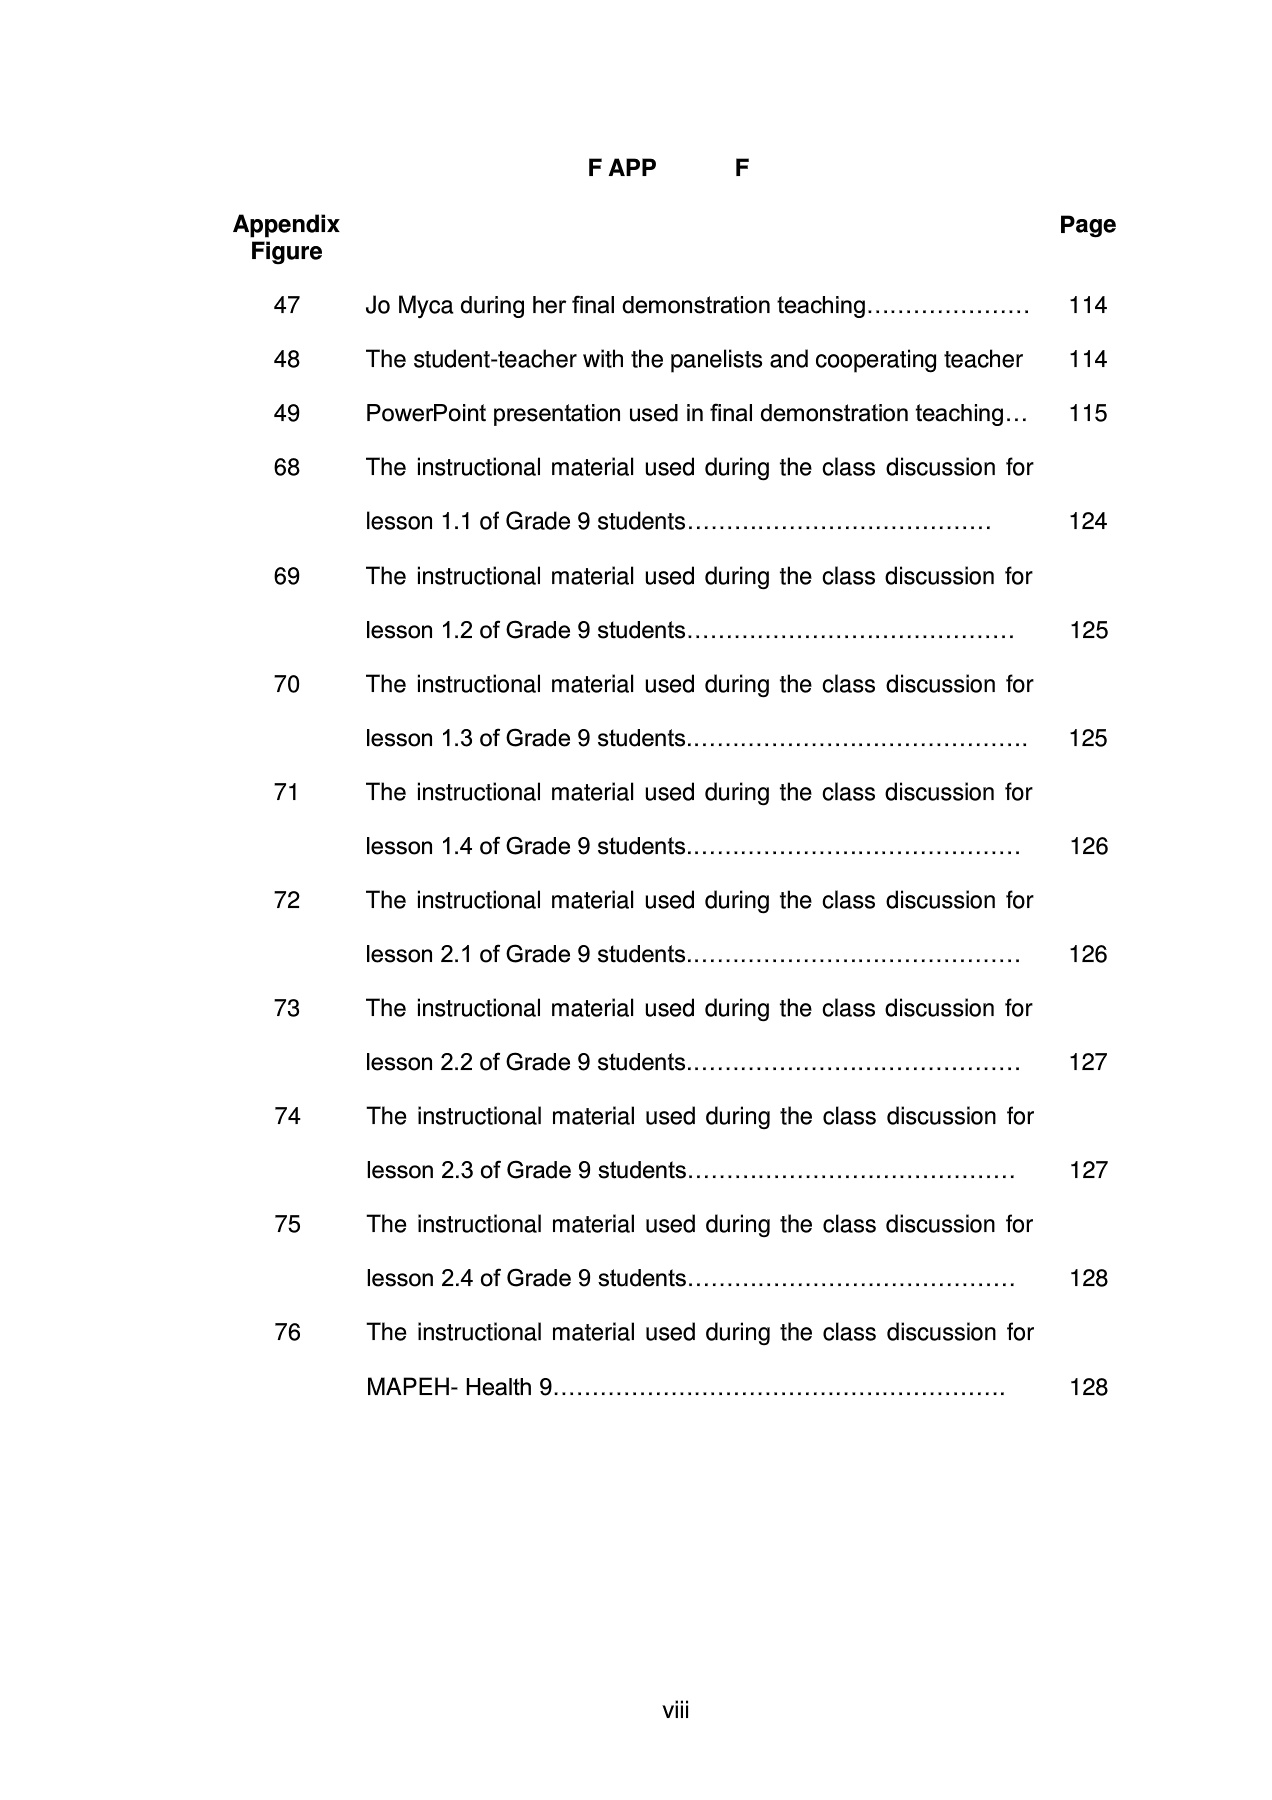 F APP F
Appendix Page
Figure
47 Jo Myca during her final demonstration teaching………………… 114
48 The student-teacher with the panelists and cooperating teacher 114
49 PowerPoint presentation used in final demonstration teaching… 115
68 The instructional material used during the class discussion for
lesson 1.1 of Grade 9 students………………………………… 124
69 The instructional material used during the class discussion for
lesson 1.2 of Grade 9 students…………………………………… 125
70 The instructional material used during the class discussion for
lesson 1.3 of Grade 9 students……………………………………. 125
71 The instructional material used during the class discussion for
lesson 1.4 of Grade 9 students…………………………………… 126
72 The instructional material used during the class discussion for
lesson 2.1 of Grade 9 students…………………………………… 126
73 The instructional material used during the class discussion for
lesson 2.2 of Grade 9 students…………………………………… 127
74 The instructional material used during the class discussion for
lesson 2.3 of Grade 9 students…………………………………… 127
75 The instructional material used during the class discussion for
lesson 2.4 of Grade 9 students…………………………………… 128
76 The instructional material used during the class discussion for
MAPEH- Health 9…………………………………………………. 128
viii